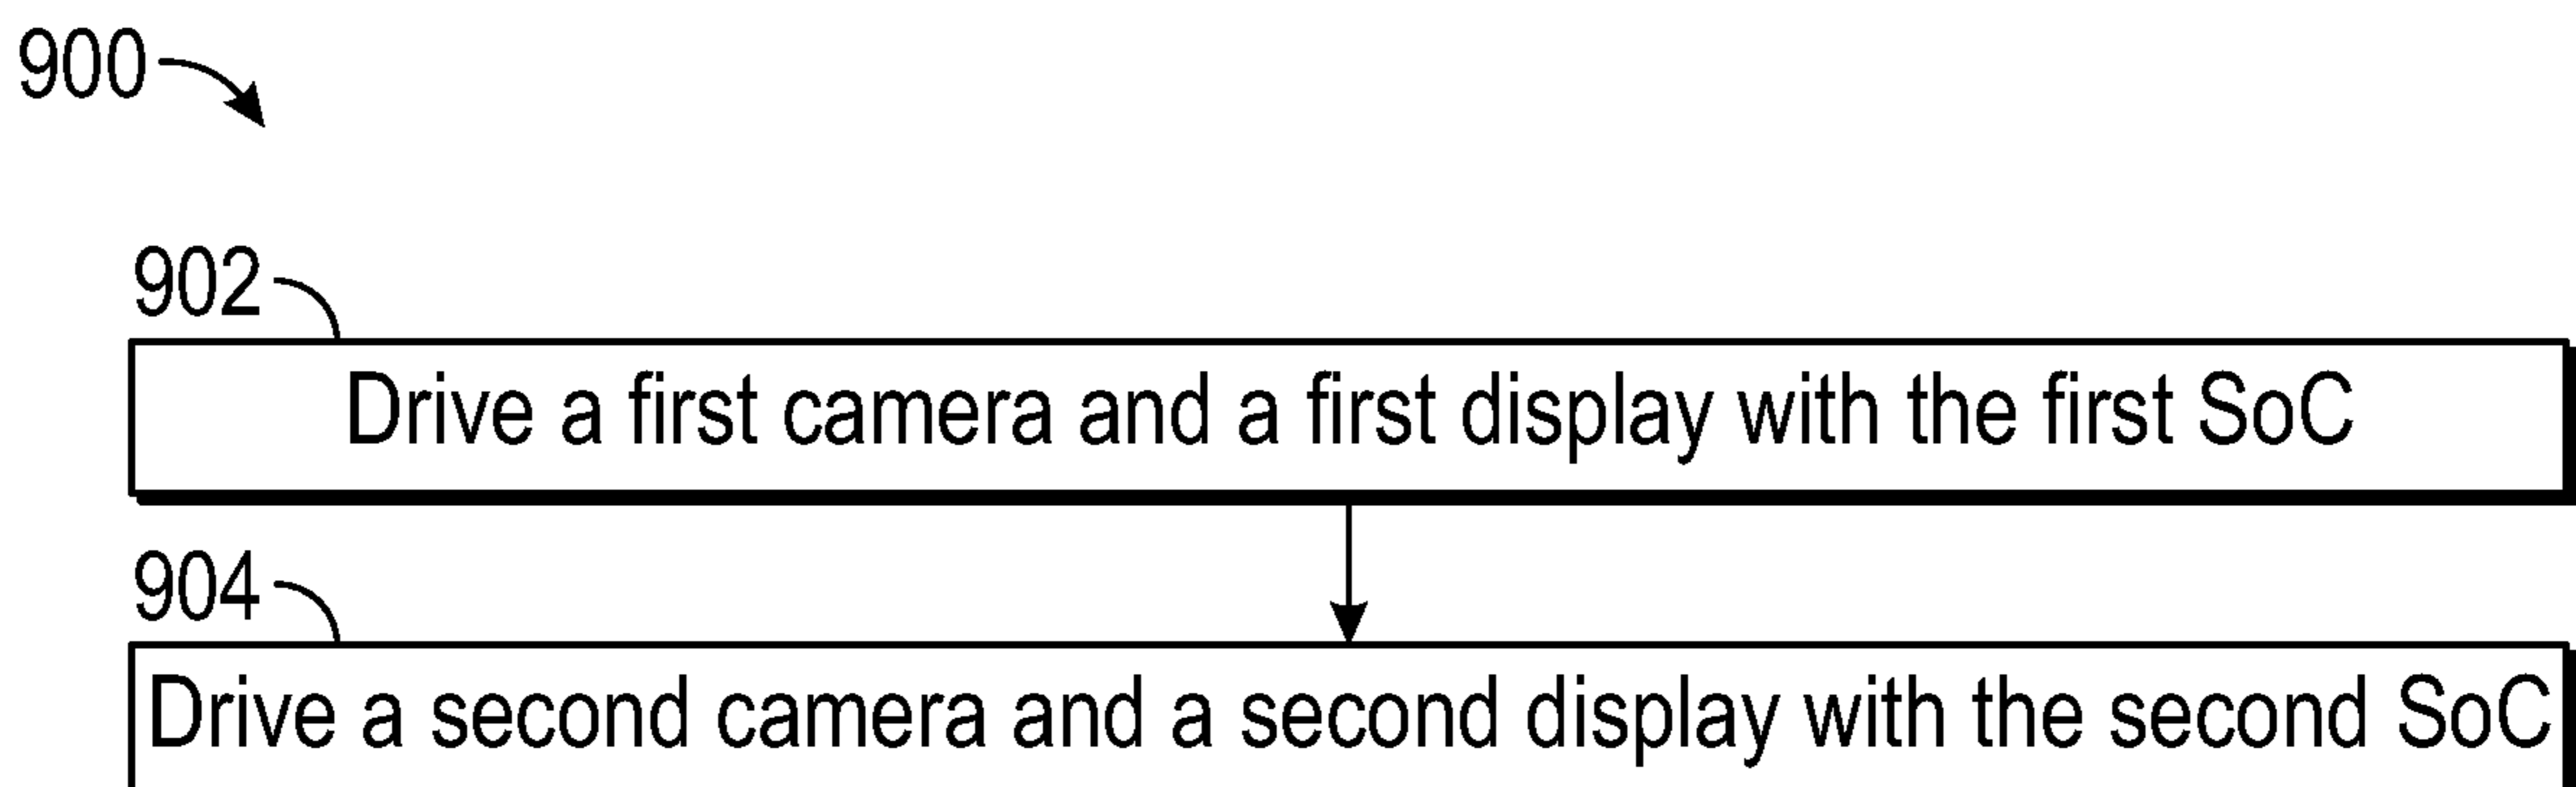 900
902
Drive a first camera and a first display with the first SoC
904
Drive a second camera and a second display with the second SoC